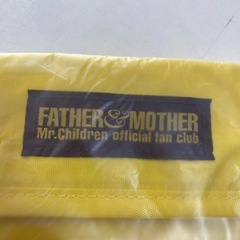 FATHER & MOTHER
Mr.Children official fan club